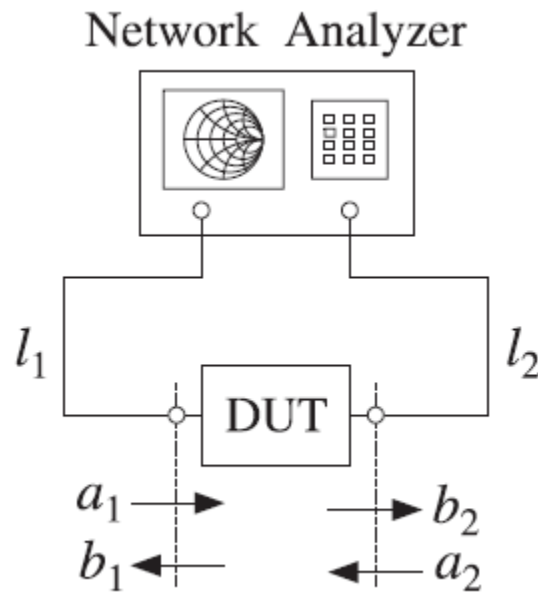 Network Analyzer
l₁ l₂
DUT
a₁ b₂
b₁ a₂